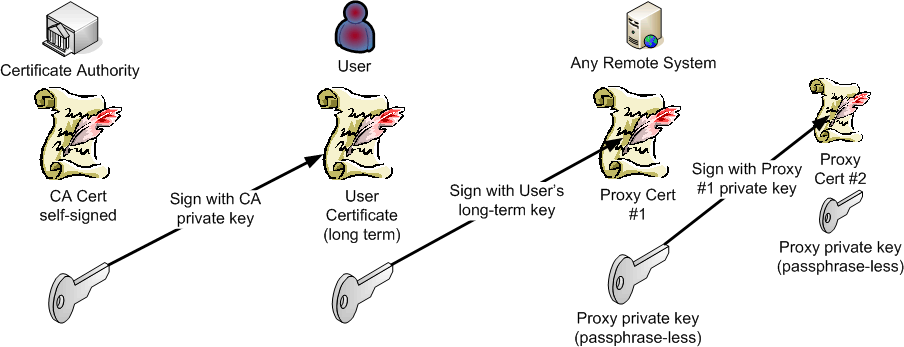 Certificate Authority
User
Any Remote System
CA Cert
self-signed
Sign with CA
private key
User
Certificate
(long term)
Sign with User's
long-term key
Proxy Cert
#1
Sign with Proxy
#1 private key
Proxy
Cert #2
Proxy private key
(passphrase-less)
Proxy private key
(passphrase-less)